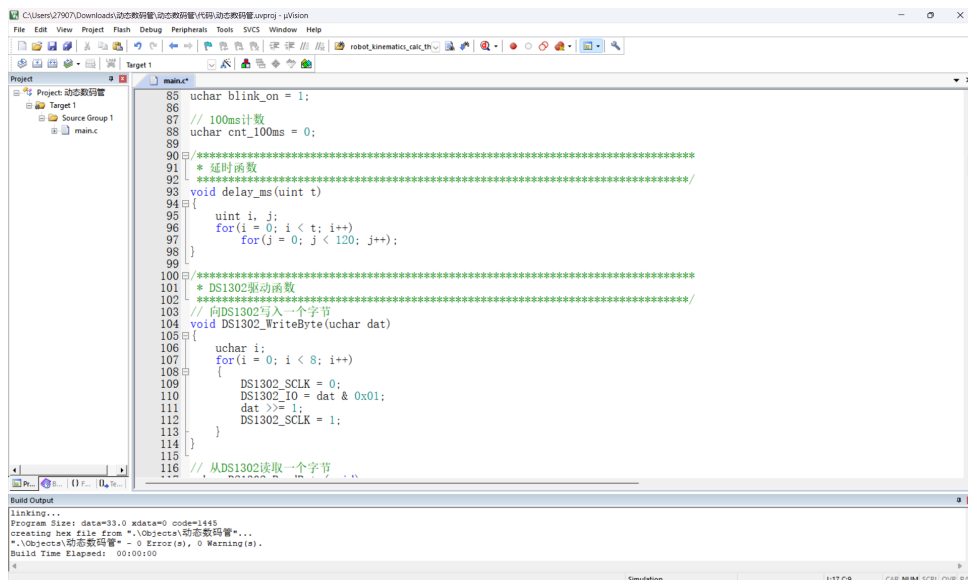 C:\Users\27907\Downloads\动态数码管\动态数码管\代码\动态数码管.uvproj - µVision
File Edit View Project Flash Debug Peripherals Tools SVCS Window Help
robot_kinematics_calc_th
Target 1
Project
main.c*
Project: 动态数码管
Target 1
Source Group 1
main.c
85 uchar blink_on = 1;
86
87 // 100ms计数
88 uchar cnt_100ms = 0;
89
90 /******************************************************************************
91 * 延时函数
92 ******************************************************************************/
93 void delay_ms(uint t)
94 {
95 uint i, j;
96 for(i = 0; i < t; i++)
97 for(j = 0; j < 120; j++);
98 }
99
100 /******************************************************************************
101 * DS1302驱动函数
102 ******************************************************************************/
103 // 向DS1302写入一个字节
104 void DS1302_WriteByte(uchar dat)
105 {
106 uchar i;
107 for(i = 0; i < 8; i++)
108 {
109 DS1302_SCLK = 0;
110 DS1302_IO = dat & 0x01;
111 dat >>= 1;
112 DS1302_SCLK = 1;
113 }
114 }
115
116 // 从DS1302读取一个字节
Pr... B... {} F... Te...
Build Output
linking...
Program Size: data=33.0 xdata=0 code=1445
creating hex file from ".\Objects\动态数码管"...
".\Objects\动态数码管" - 0 Error(s), 0 Warning(s).
Build Time Elapsed: 00:00:00
Simulation
L:17 C:9
CAP NUM SCRL OVR